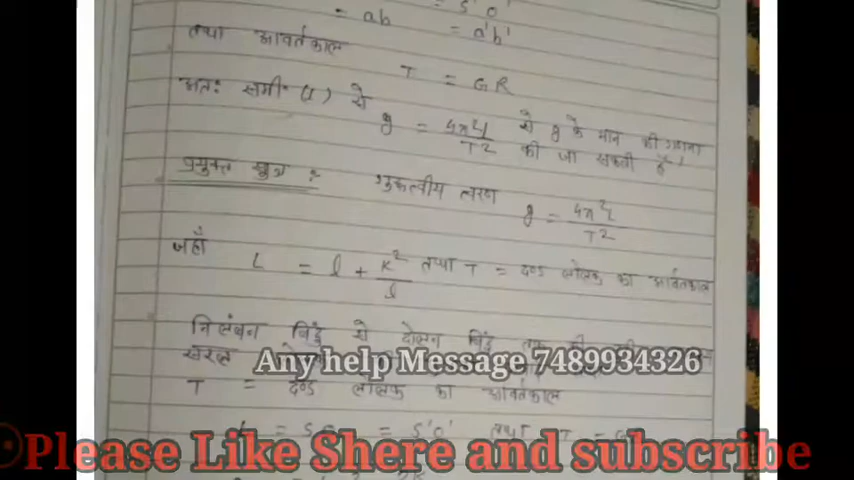 = S'O'
= ab
= a'b'
तथा आवर्तकाल
T = GR
अतः समी॰ (1) से
g = 4π²L / T² से g के मान की गणना
की जा सकती है।
प्रयुक्त सूत्र :- गुरुत्वीय त्वरण
g = 4π²L / T²
जहाँ
L = l + K²/l तथा T = दण्ड लोलक का आवर्तकाल
निलंबन बिंदु से दोलन बिंदु तक की
सरल
Any help Message 7489934326
T = दण्ड लोलक का आवर्तकाल
= S'O' तथा T =
Please Like Shere and subscribe